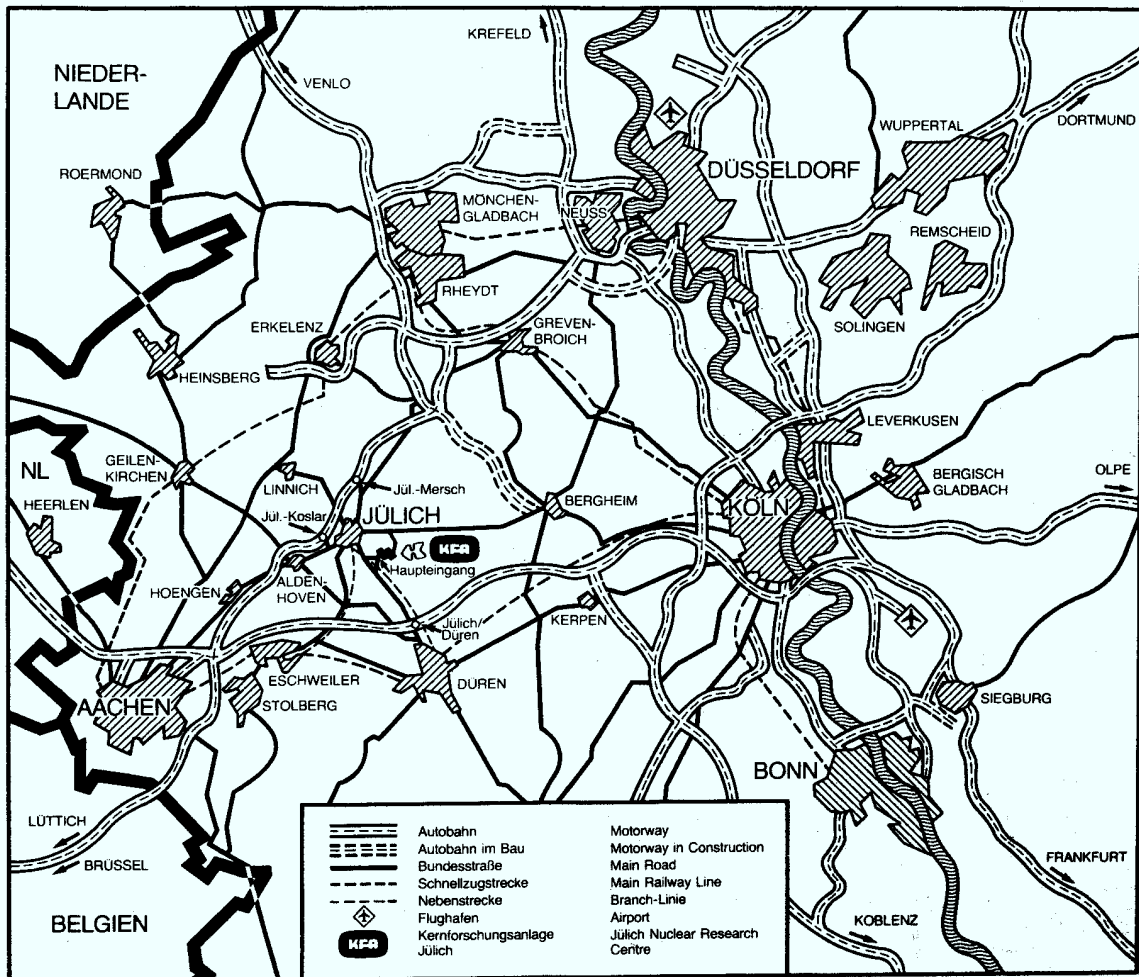 KREFELD
NIEDER-
LANDE
VENLO
DORTMUND
WUPPERTAL
DÜSSELDORF
ROERMOND
MÖNCHEN-
GLADBACH
NEUSS
REMSCHEID
RHEYDT
SOLINGEN
ERKELENZ
GREVEN-
BROICH
HEINSBERG
LEVERKUSEN
NL
GEILEN-
KIRCHEN
LINNICH
Jül.-Mersch
BERGHEIM
BERGISCH
GLADBACH
OLPE
HEERLEN
Jül.-Koslar
JÜLICH
KÖLN
KFA
Haupteingang
HOENGEN
ALDEN-
HOVEN
KERPEN
Jülich/
Düren
ESCHWEILER
DÜREN
AACHEN
STOLBERG
SIEGBURG
BONN
LÜTTICH
BRÜSSEL
FRANKFURT
BELGIEN
KOBLENZ
Autobahn Motorway
Autobahn im Bau Motorway in Construction
Bundesstraße Main Road
Schnellzugstrecke Main Railway Line
Nebenstrecke Branch-Linie
Flughafen Airport
KFA Kernforschungsanlage Jülich Nuclear Research
Jülich Centre